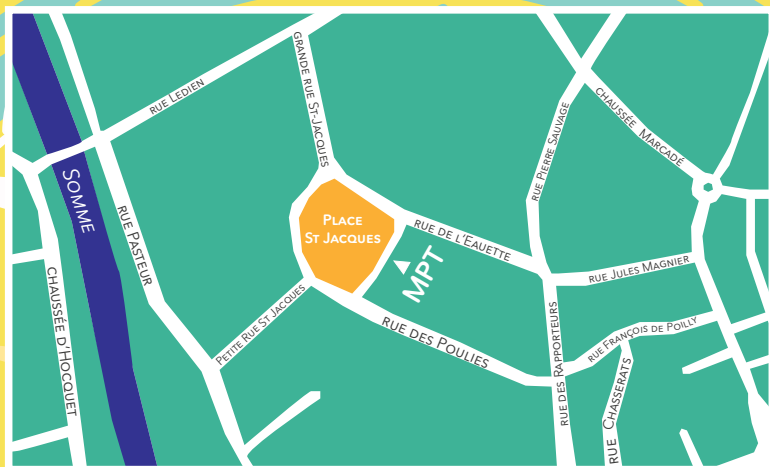 RUE LEDIEN
GRANDE RUE ST-JACQUES
CHAUSSÉE MARCADÉ
RUE PIERRE SAUVAGE
SOMME
RUE PASTEUR
PLACE
ST JACQUES
RUE DE L'EAUETTE
MPT
CHAUSSÉE D'HOCQUET
RUE JULES MAGNIER
PETITE RUE ST JACQUES
RUE DES POULIES
RUE DES RAPPORTEURS
RUE FRANÇOIS DE POILLY
RUE CHASSERATS